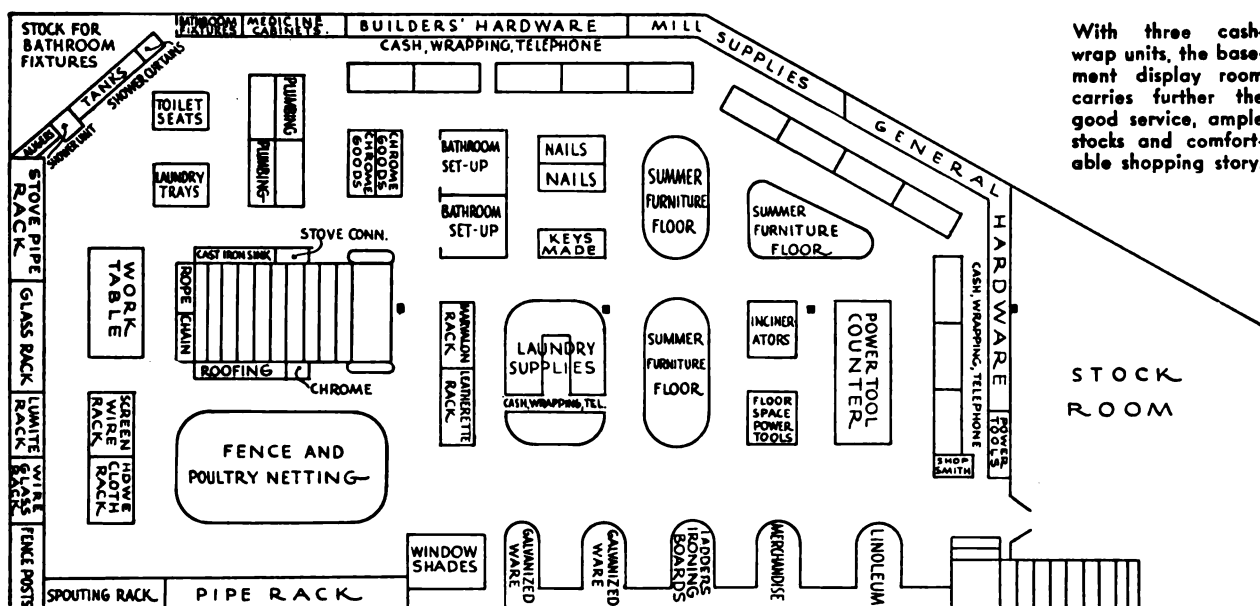 STOCK FOR
BATHROOM
FIXTURES
BATHROOM
FIXTURES
MEDICINE
CABINETS.
BUILDERS' HARDWARE
MILL SUPPLIES
GENERAL HARDWARE
CASH, WRAPPING, TELEPHONE
With three cash-
wrap units, the base-
ment display room
carries further the
good service, ample
stocks and comfort-
able shopping story
TANKS
SHOWER CURTAINS
SHOWER UNIT
TOILET
SEATS
LAUNDRY
TRAYS
PLUMBING
PLUMBING
CHROME
GOODS
CHROME
GOODS
BATHROOM
SET-UP
BATHROOM
SET-UP
NAILS
NAILS
KEYS
MADE
SUMMER
FURNITURE
FLOOR
SUMMER
FURNITURE
FLOOR
STOVE PIPE
RACK
GLASS RACK
LUMITE
RACK
WIRE
GLASS
RACK
FENCE POSTS
WORK
TABLE
STOVE CONN.
CAST IRON SINK
ROPE
CHAIN
ROOFING
CHROME
SCREEN
WIRE
RACK
HDWE
CLOTH
RACK
FENCE AND
POULTRY NETTING
MARVALON
RACK
LEATHERETTE
RACK
LAUNDRY
SUPPLIES
CASH, WRAPPING, TEL.
SUMMER
FURNITURE
FLOOR
INCINER-
ATORS
FLOOR
SPACE
POWER
TOOLS
POWER TOOL
COUNTER
CASH, WRAPPING, TELEPHONE
SHOP
SMITH
POWER
TOOLS
STOCK
ROOM
WINDOW
SHADES
GALVANIZED
WARE
GALVANIZED
WARE
LADDERS
IRONING
BOARDS
MERCHANDISE
LINOLEUM
SPOUTING RACK
PIPE RACK